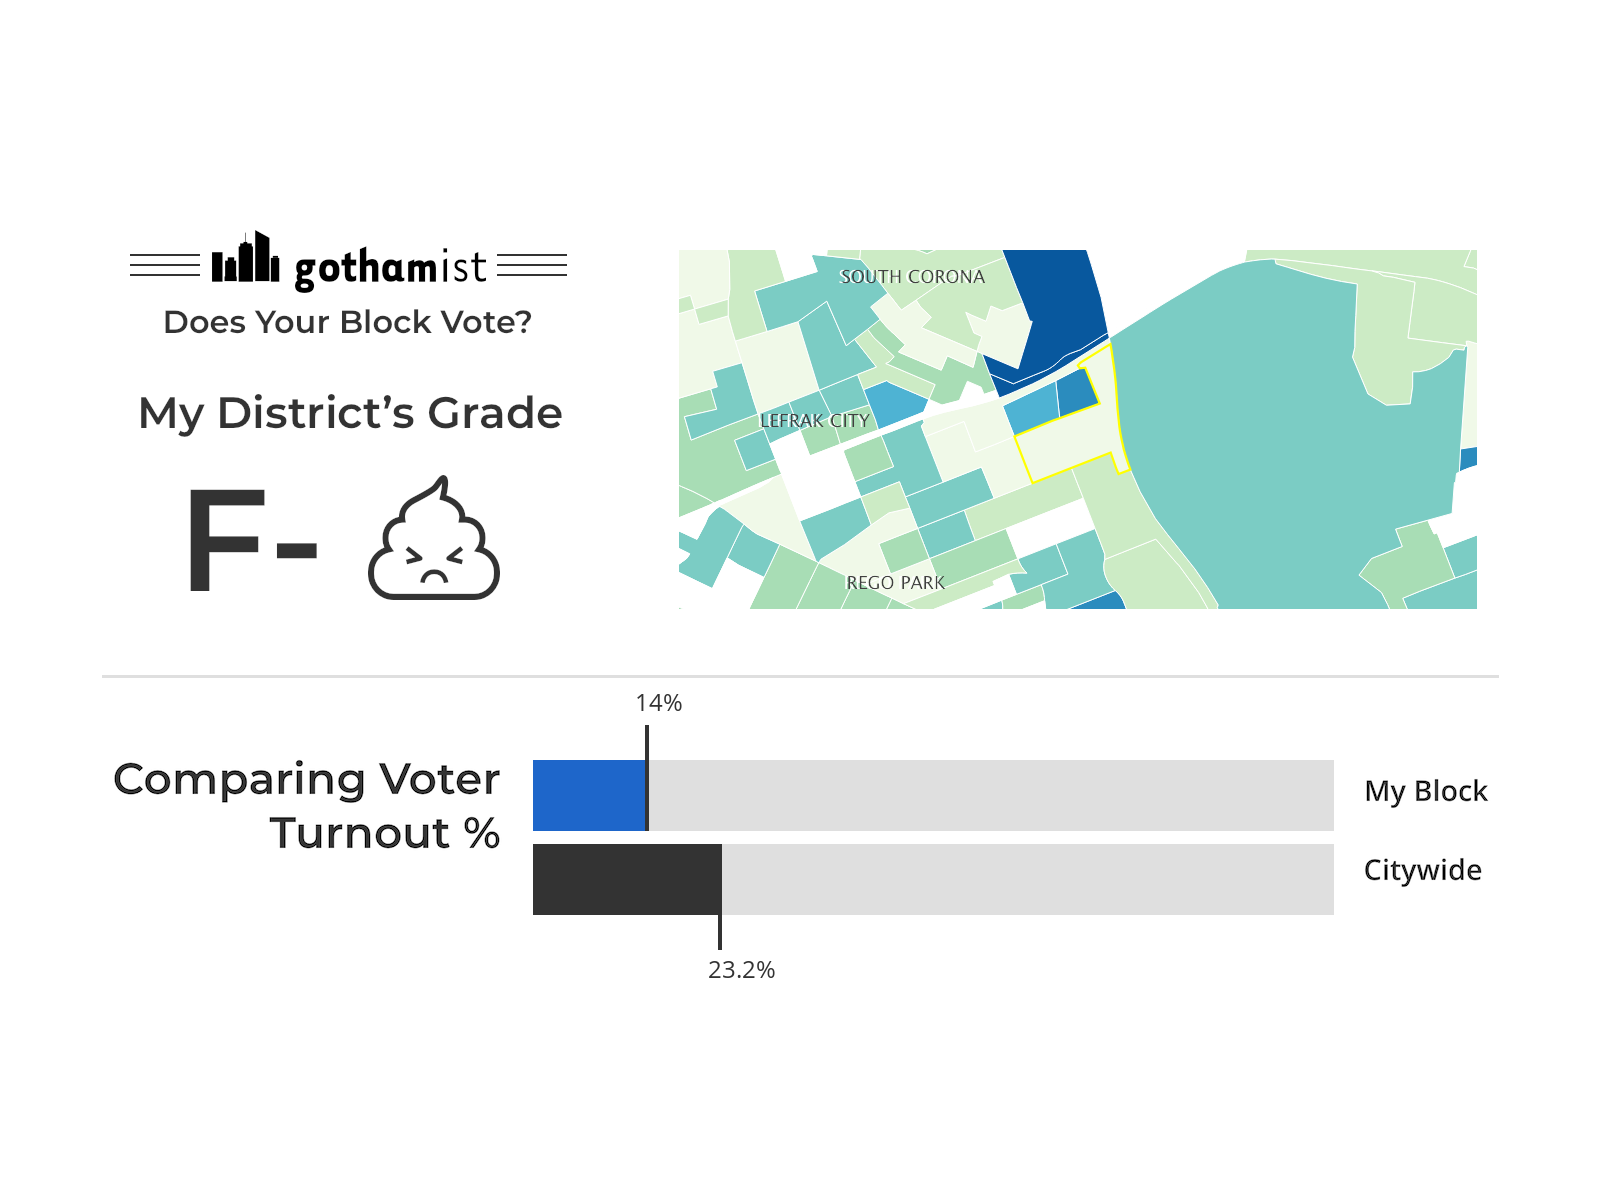 gothamist
Does Your Block Vote?
My District's Grade
F-
SOUTH CORONA
LEFRAK CITY
REGO PARK
14%
Comparing Voter
Turnout %
My Block
Citywide
23.2%